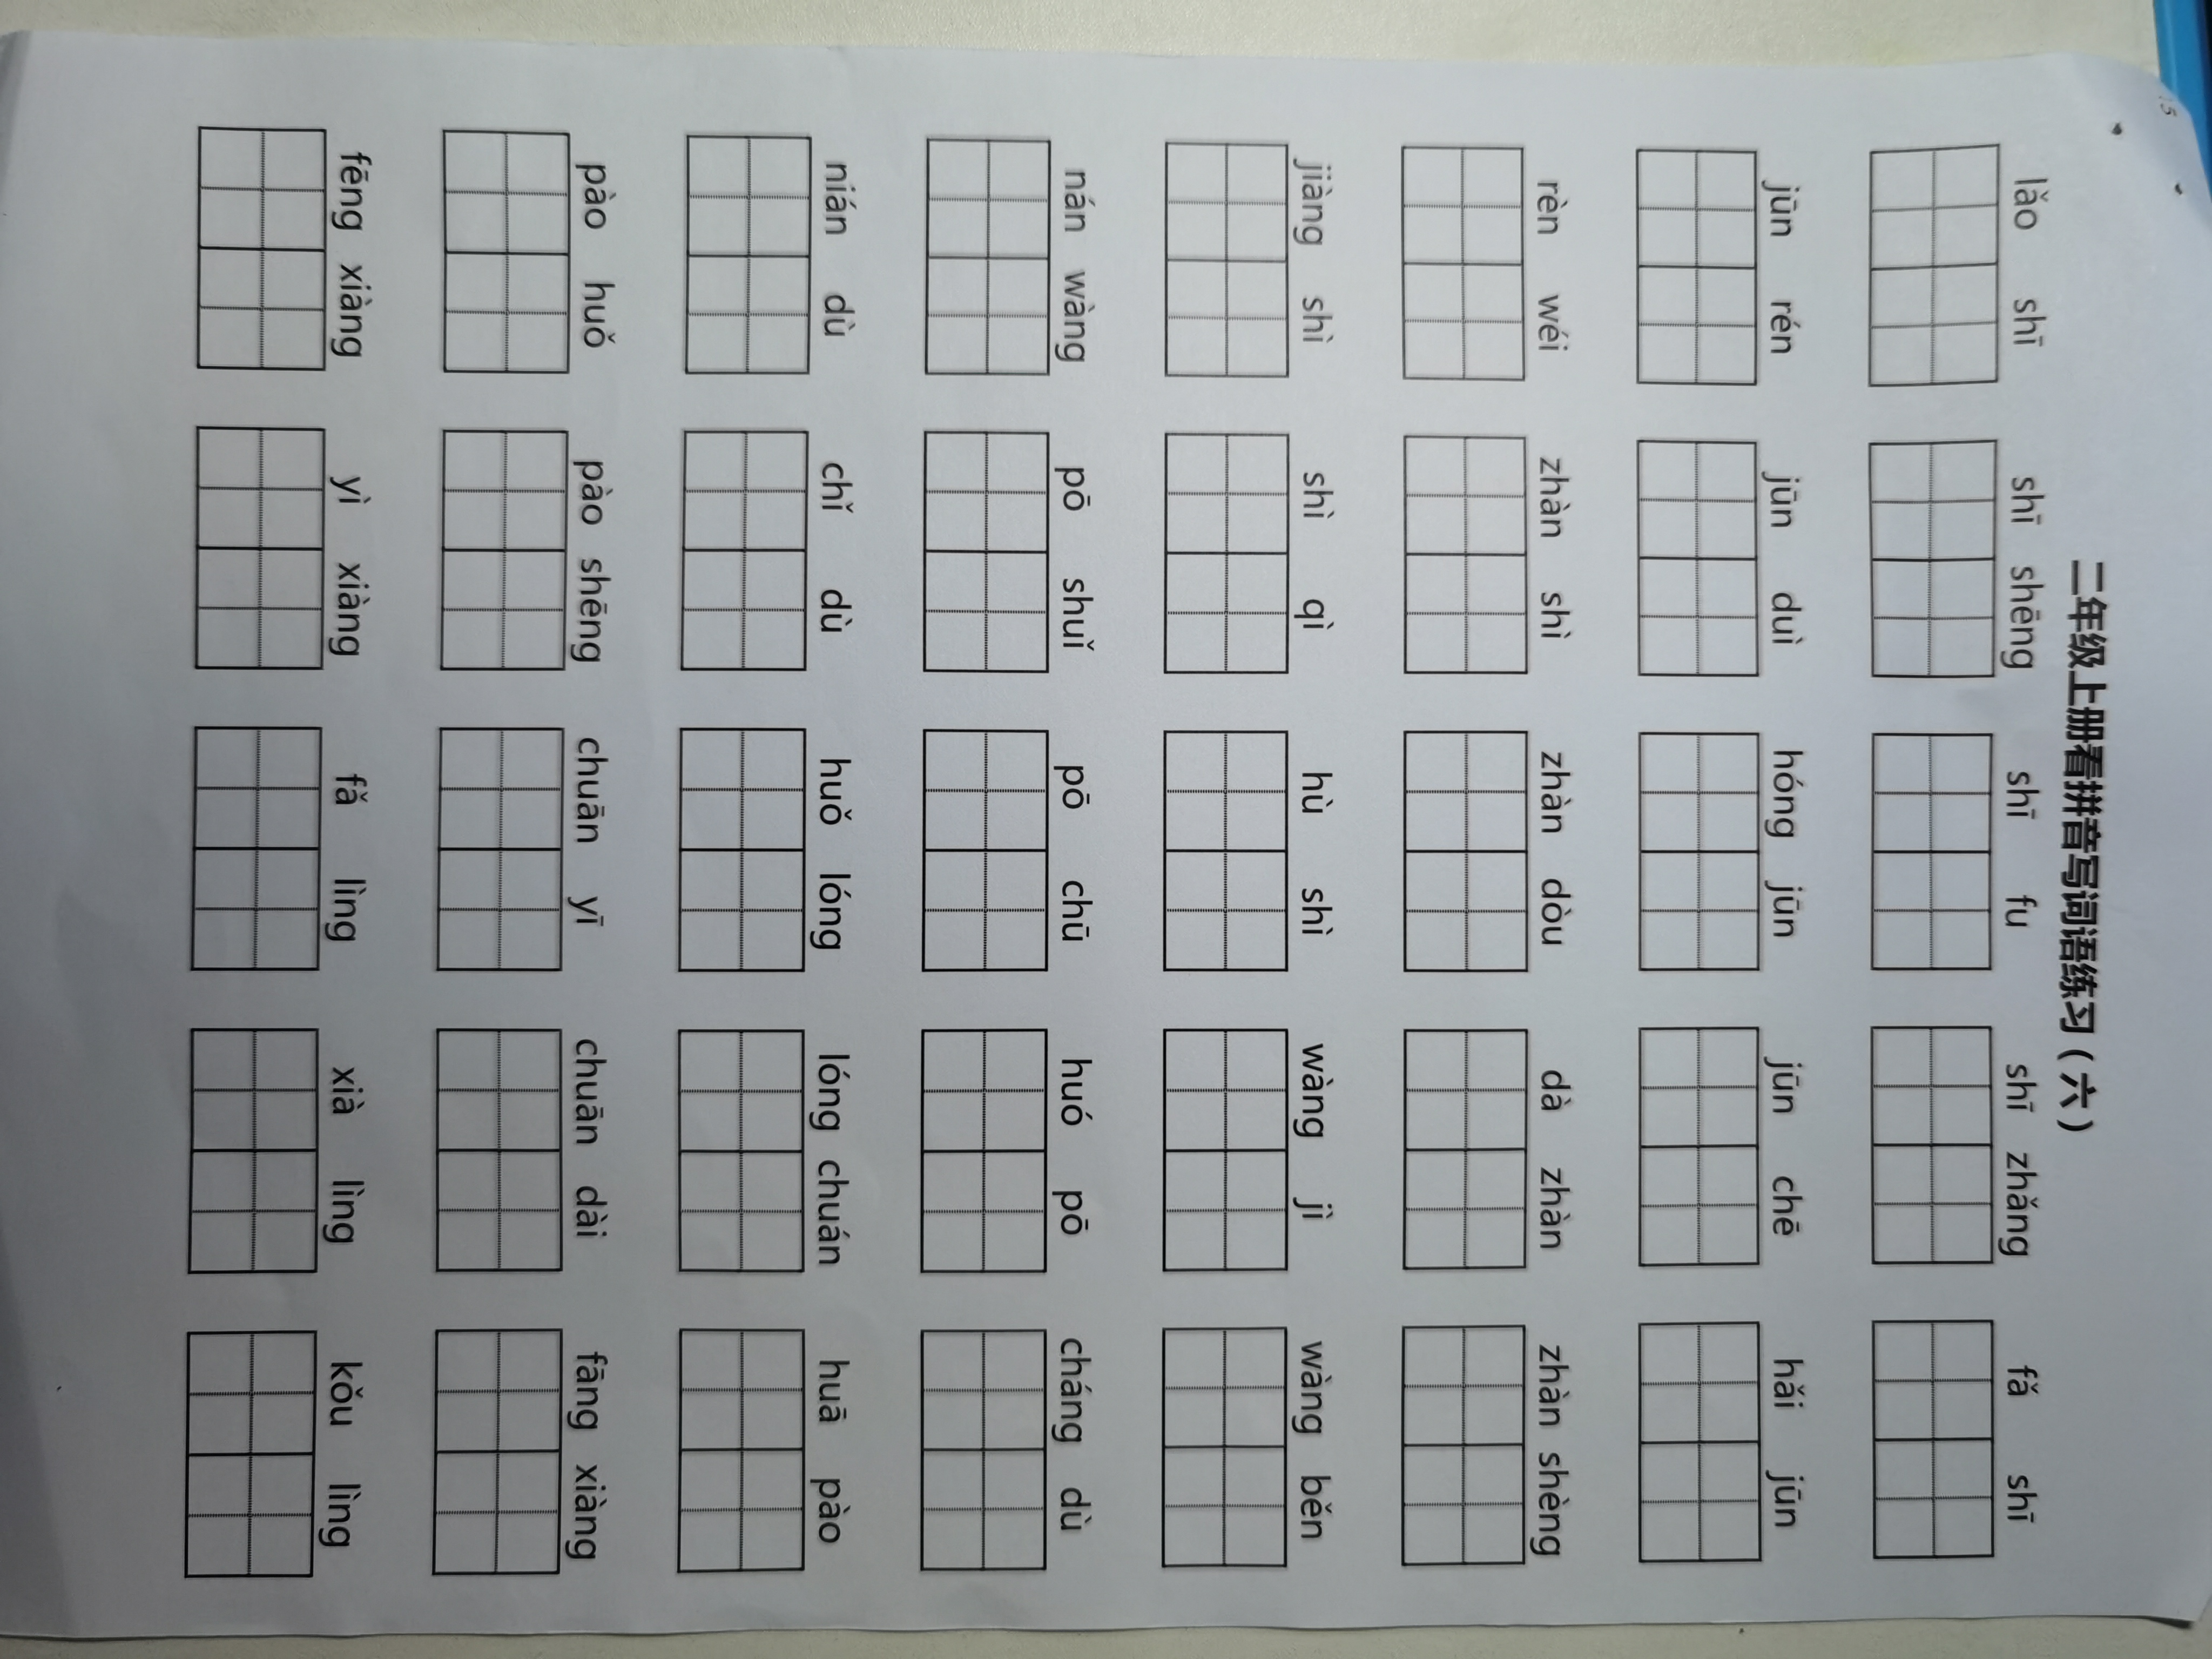 二年级上册看拼音写词语练习（六）
lǎo shī shī shēng shī fu shī zhǎng fǎ shī
jūn rén jūn duì hóng jūn jūn chē hǎi jūn
rèn wéi zhàn shì zhàn dòu dà zhàn zhàn shèng
jiàng shì shì qì hù shì wàng jì wàng běn
nán wàng pō shuǐ pō chū huó pō cháng dù
nián dù chǐ dù huǒ lóng lóng chuán huā pào
pào huǒ pào shēng chuān yī chuān dài fāng xiàng
fēng xiàng yì xiàng fǎ lìng xià lìng kǒu lìng